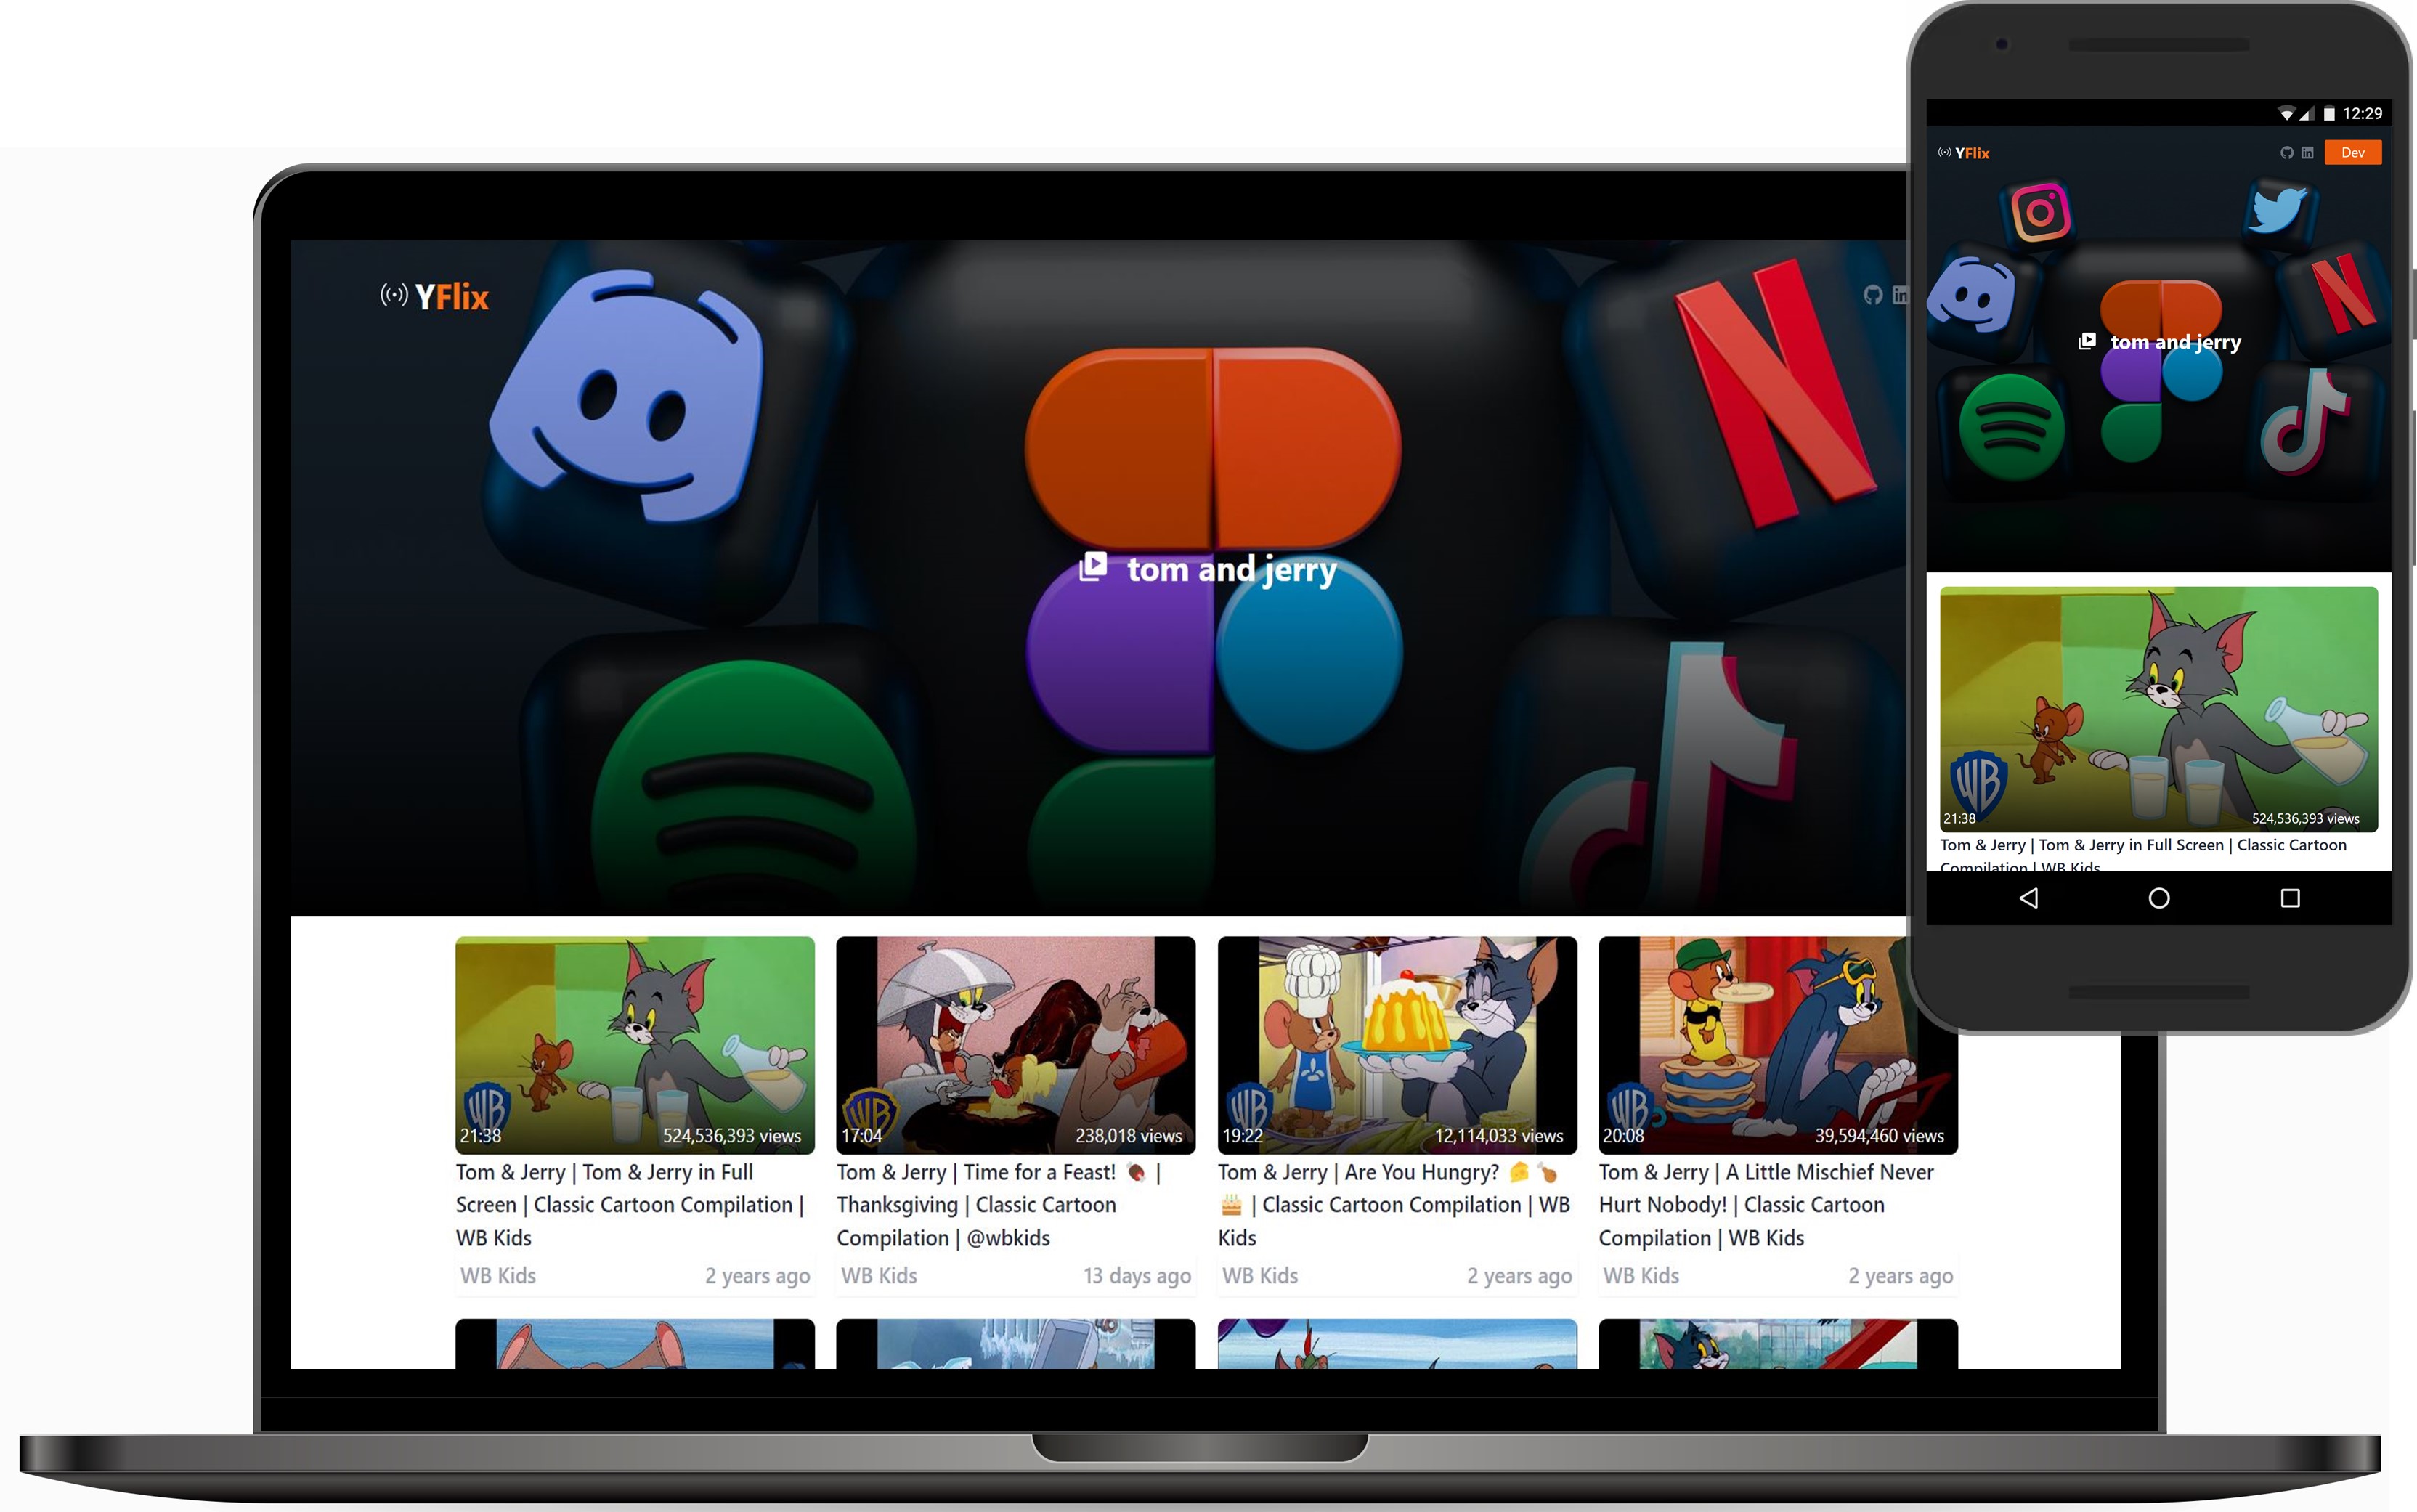 YFlix
tom and jerry
21:38
524,536,393 views
Tom & Jerry | Tom & Jerry in Full
Screen | Classic Cartoon Compilation |
WB Kids
WB Kids
2 years ago
17:04
238,018 views
Tom & Jerry | Time for a Feast! 🍖 |
Thanksgiving | Classic Cartoon
Compilation | @wbkids
WB Kids
13 days ago
19:22
12,114,033 views
Tom & Jerry | Are You Hungry? 🧀 🍗
🎂 | Classic Cartoon Compilation | WB
Kids
WB Kids
2 years ago
20:08
39,594,460 views
Tom & Jerry | A Little Mischief Never
Hurt Nobody! | Classic Cartoon
Compilation | WB Kids
WB Kids
2 years ago
WB
WB
WB
WB
12:29
YFlix
Dev
tom and jerry
WB
21:38
524,536,393 views
Tom & Jerry | Tom & Jerry in Full Screen | Classic Cartoon
Compilation | WB Kids